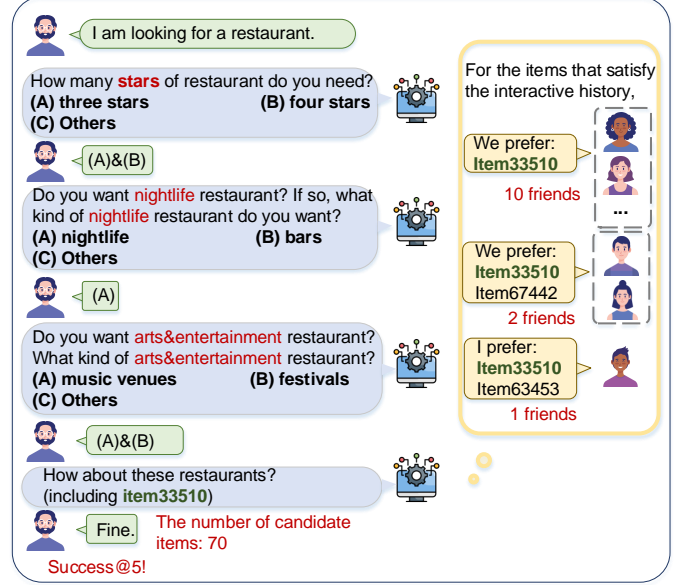 I am looking for a restaurant.
How many stars of restaurant do you need?
(A) three stars (B) four stars
(C) Others
(A)&(B)
Do you want nightlife restaurant? If so, what
kind of nightlife restaurant do you want?
(A) nightlife (B) bars
(C) Others
(A)
Do you want arts&entertainment restaurant?
What kind of arts&entertainment restaurant?
(A) music venues (B) festivals
(C) Others
(A)&(B)
How about these restaurants?
(including item33510)
Fine.
The number of candidate
items: 70
Success@5!
For the items that satisfy
the interactive history,
We prefer:
Item33510
10 friends
...
We prefer:
Item33510
Item67442
2 friends
I prefer:
Item33510
Item63453
1 friends